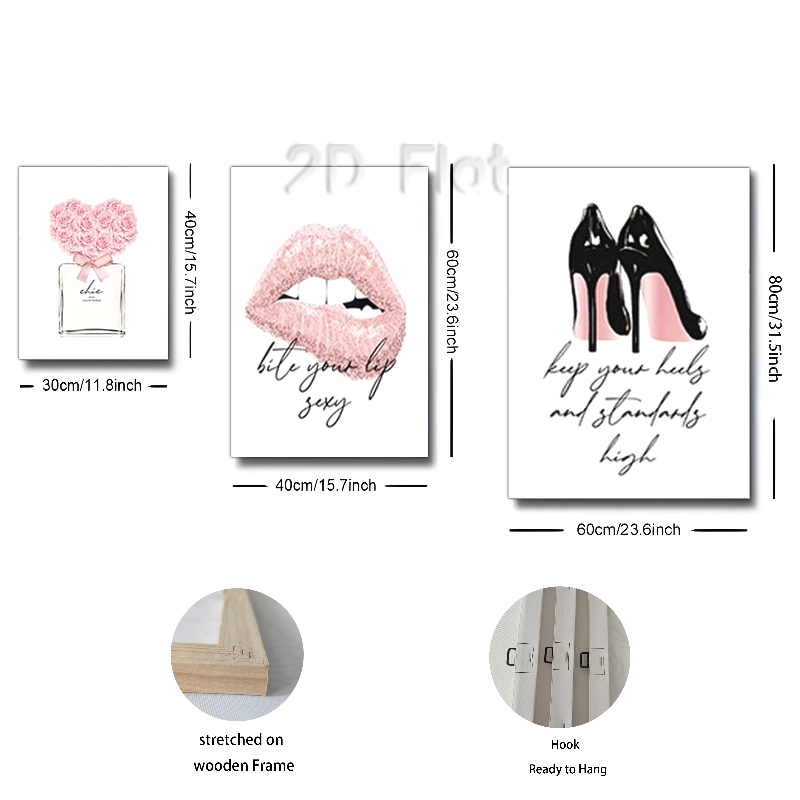 2D Flat
40cm/15.7inch
30cm/11.8inch
chic
bite your lip
sexy
60cm/23.6inch
40cm/15.7inch
keep your heels
and standards
high
80cm/31.5inch
60cm/23.6inch
stretched on
wooden Frame
Hook
Ready to Hang